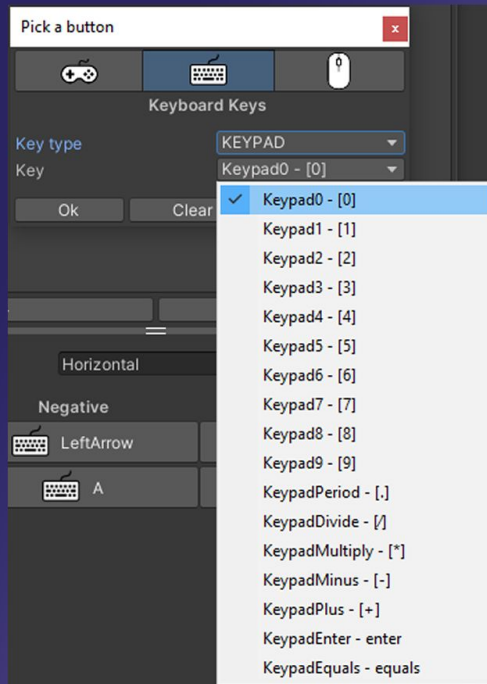 Pick a button
x
Keyboard Keys
Key type KEYPAD
Key Keypad0 - [0]
Ok Clear
Keypad0 - [0]
Keypad1 - [1]
Keypad2 - [2]
Keypad3 - [3]
Keypad4 - [4]
Keypad5 - [5]
Keypad6 - [6]
Keypad7 - [7]
Keypad8 - [8]
Keypad9 - [9]
KeypadPeriod - [.]
KeypadDivide - [/]
KeypadMultiply - [*]
KeypadMinus - [-]
KeypadPlus - [+]
KeypadEnter - enter
KeypadEquals - equals
Horizontal
Negative
LeftArrow
A